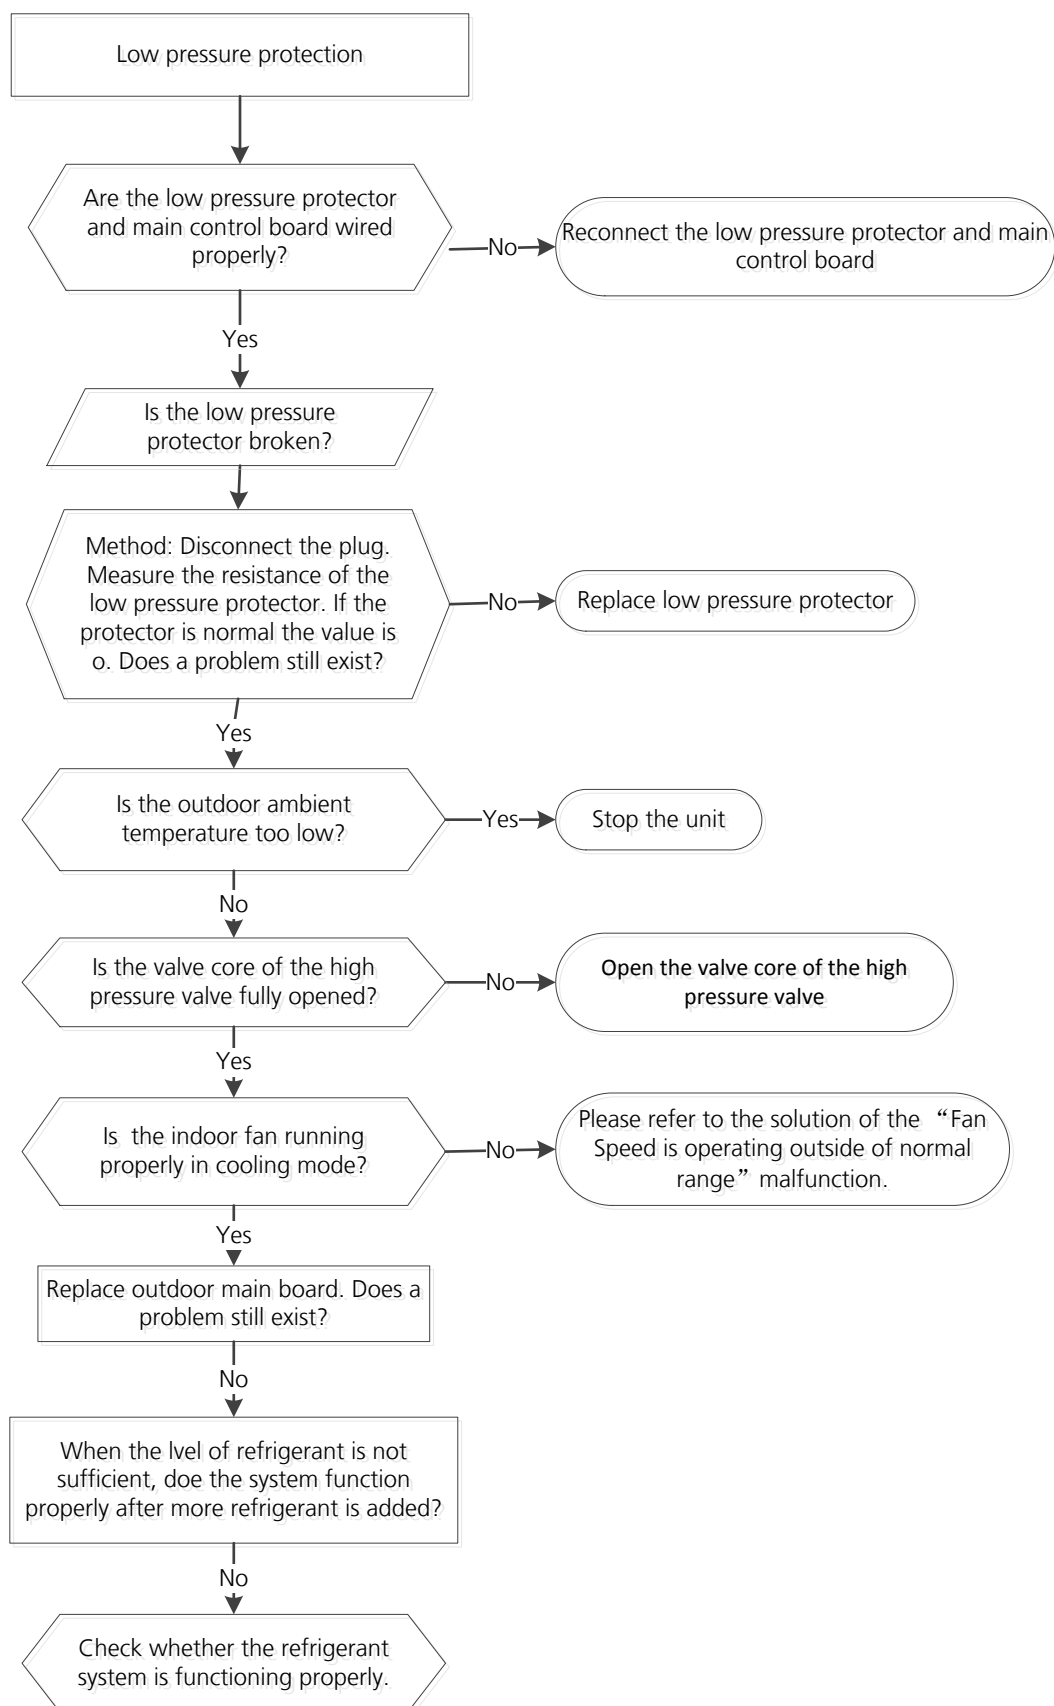 Low pressure protection
Are the low pressure protector
and main control board wired
properly?
No
Reconnect the low pressure protector and main
control board
Yes
Is the low pressure
protector broken?
Method: Disconnect the plug.
Measure the resistance of the
low pressure protector. If the
protector is normal the value is
o. Does a problem still exist?
No
Replace low pressure protector
Yes
Is the outdoor ambient
temperature too low?
Yes
Stop the unit
No
Is the valve core of the high
pressure valve fully opened?
No
Open the valve core of the high
pressure valve
Yes
Is the indoor fan running
properly in cooling mode?
No
Please refer to the solution of the “Fan
Speed is operating outside of normal
range” malfunction.
Yes
Replace outdoor main board. Does a
problem still exist?
No
When the lvel of refrigerant is not
sufficient, doe the system function
properly after more refrigerant is added?
No
Check whether the refrigerant
system is functioning properly.